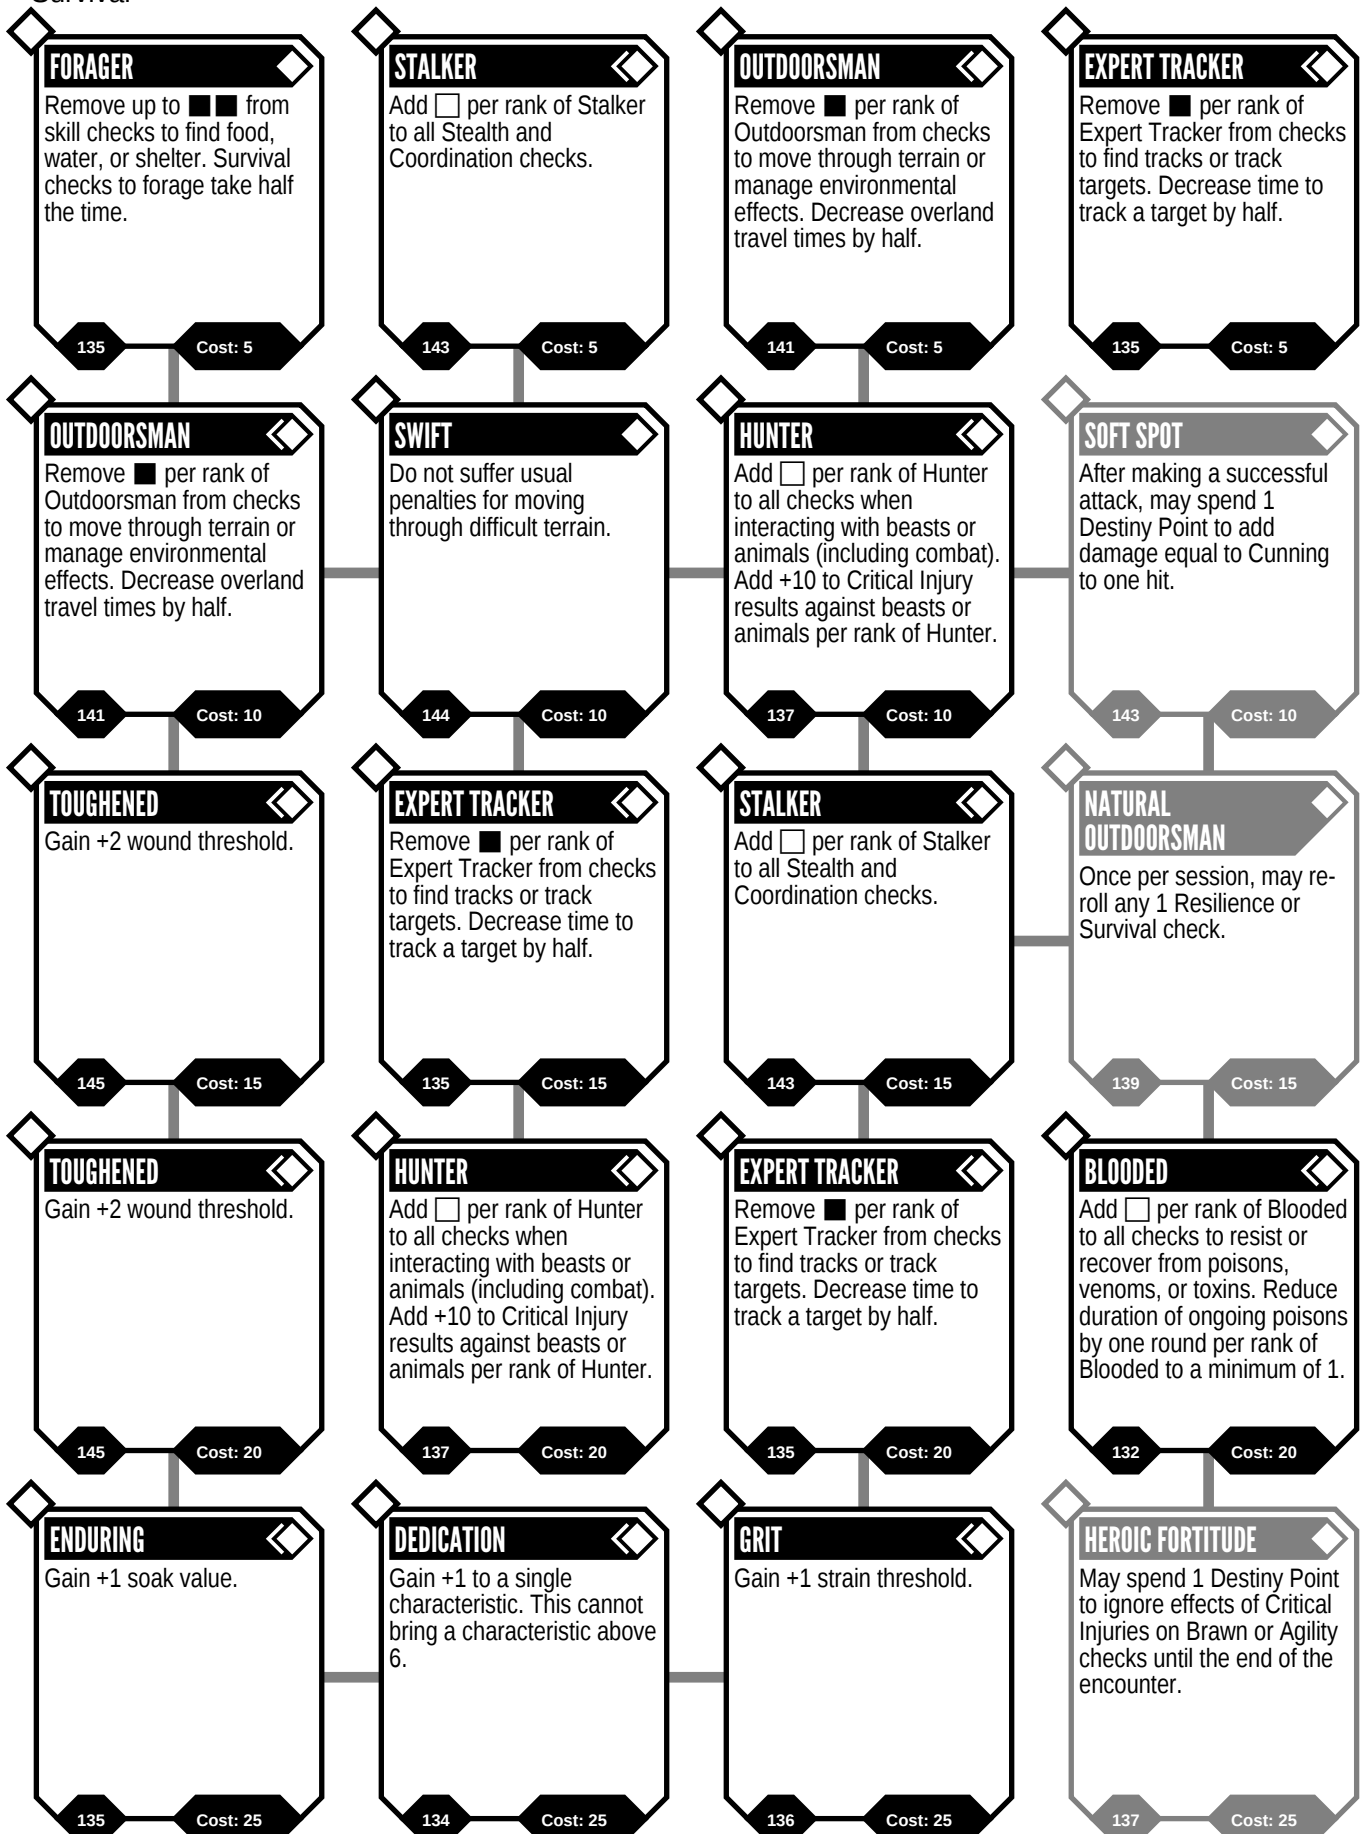 Survival
FORAGER
Remove up to ■ ■ from
skill checks to find food,
water, or shelter. Survival
checks to forage take half
the time.
135
Cost: 5
STALKER
Add □ per rank of Stalker
to all Stealth and
Coordination checks.
143
Cost: 5
OUTDOORSMAN
Remove ■ per rank of
Outdoorsman from checks
to move through terrain or
manage environmental
effects. Decrease overland
travel times by half.
141
Cost: 5
EXPERT TRACKER
Remove ■ per rank of
Expert Tracker from checks
to find tracks or track
targets. Decrease time to
track a target by half.
135
Cost: 5
OUTDOORSMAN
Remove ■ per rank of
Outdoorsman from checks
to move through terrain or
manage environmental
effects. Decrease overland
travel times by half.
141
Cost: 10
SWIFT
Do not suffer usual
penalties for moving
through difficult terrain.
144
Cost: 10
HUNTER
Add □ per rank of Hunter
to all checks when
interacting with beasts or
animals (including combat).
Add +10 to Critical Injury
results against beasts or
animals per rank of Hunter.
137
Cost: 10
SOFT SPOT
After making a successful
attack, may spend 1
Destiny Point to add
damage equal to Cunning
to one hit.
143
Cost: 10
TOUGHENED
Gain +2 wound threshold.
145
Cost: 15
EXPERT TRACKER
Remove ■ per rank of
Expert Tracker from checks
to find tracks or track
targets. Decrease time to
track a target by half.
135
Cost: 15
STALKER
Add □ per rank of Stalker
to all Stealth and
Coordination checks.
143
Cost: 15
NATURAL
OUTDOORSMAN
Once per session, may re-
roll any 1 Resilience or
Survival check.
139
Cost: 15
TOUGHENED
Gain +2 wound threshold.
145
Cost: 20
HUNTER
Add □ per rank of Hunter
to all checks when
interacting with beasts or
animals (including combat).
Add +10 to Critical Injury
results against beasts or
animals per rank of Hunter.
137
Cost: 20
EXPERT TRACKER
Remove ■ per rank of
Expert Tracker from checks
to find tracks or track
targets. Decrease time to
track a target by half.
135
Cost: 20
BLOODED
Add □ per rank of Blooded
to all checks to resist or
recover from poisons,
venoms, or toxins. Reduce
duration of ongoing poisons
by one round per rank of
Blooded to a minimum of 1.
132
Cost: 20
ENDURING
Gain +1 soak value.
135
Cost: 25
DEDICATION
Gain +1 to a single
characteristic. This cannot
bring a characteristic above
6.
134
Cost: 25
GRIT
Gain +1 strain threshold.
136
Cost: 25
HEROIC FORTITUDE
May spend 1 Destiny Point
to ignore effects of Critical
Injuries on Brawn or Agility
checks until the end of the
encounter.
137
Cost: 25